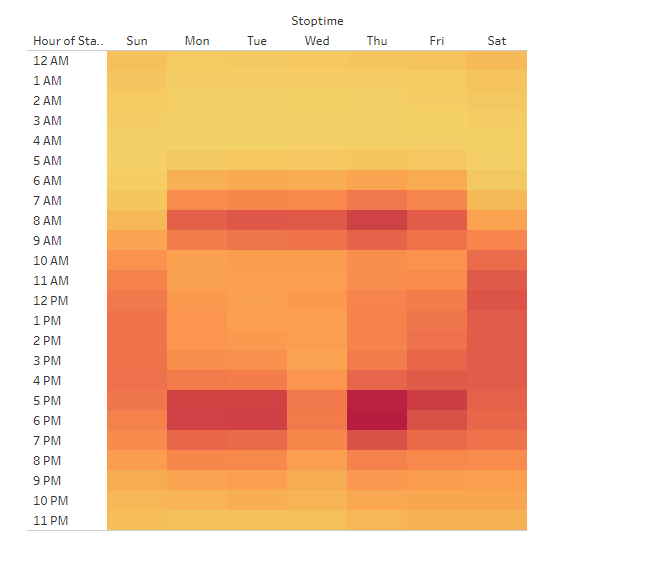 Stoptime
Hour of Sta.. Sun Mon Tue Wed Thu Fri Sat
12 AM
1 AM
2 AM
3 AM
4 AM
5 AM
6 AM
7 AM
8 AM
9 AM
10 AM
11 AM
12 PM
1 PM
2 PM
3 PM
4 PM
5 PM
6 PM
7 PM
8 PM
9 PM
10 PM
11 PM